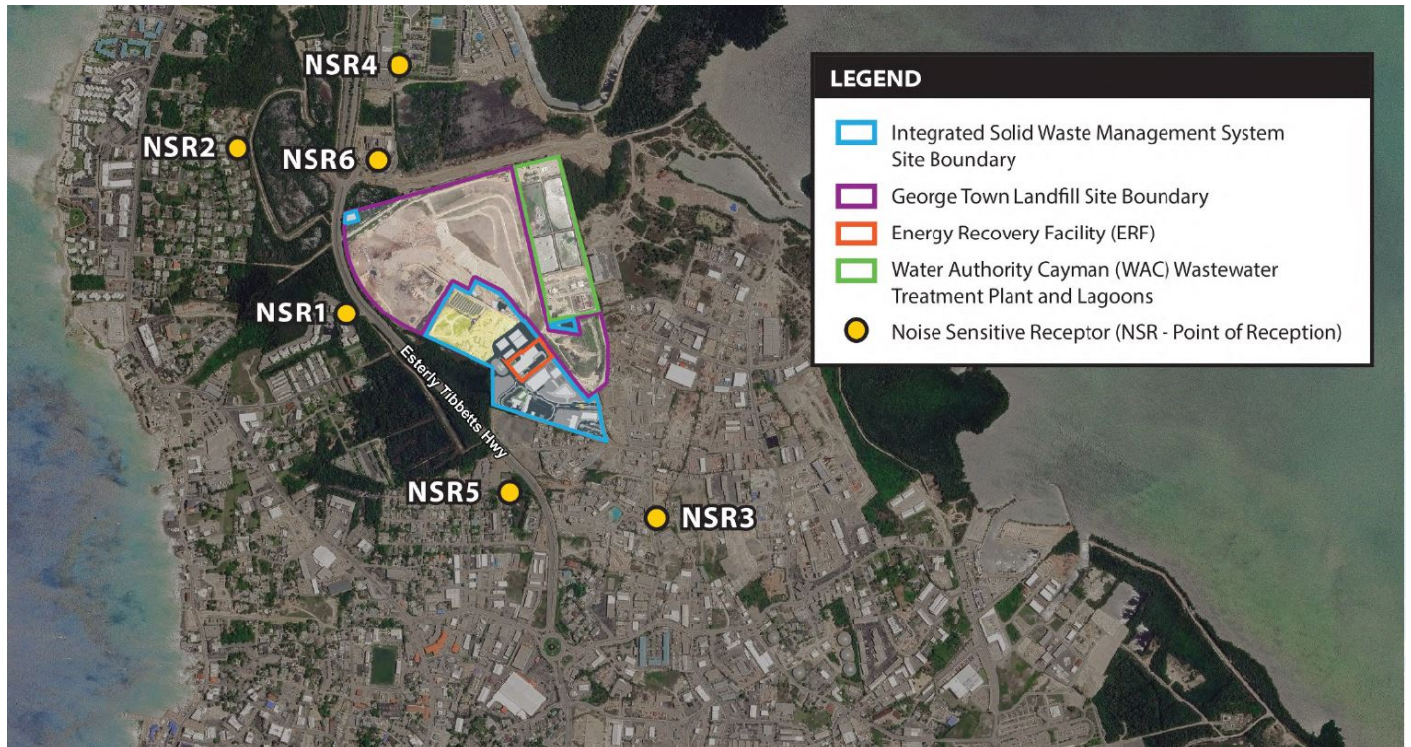 NSR4
NSR2
NSR6
NSR1
Esterly Tibbetts Hwy
NSR5
NSR3
LEGEND
Integrated Solid Waste Management System
Site Boundary
George Town Landfill Site Boundary
Energy Recovery Facility (ERF)
Water Authority Cayman (WAC) Wastewater
Treatment Plant and Lagoons
Noise Sensitive Receptor (NSR - Point of Reception)